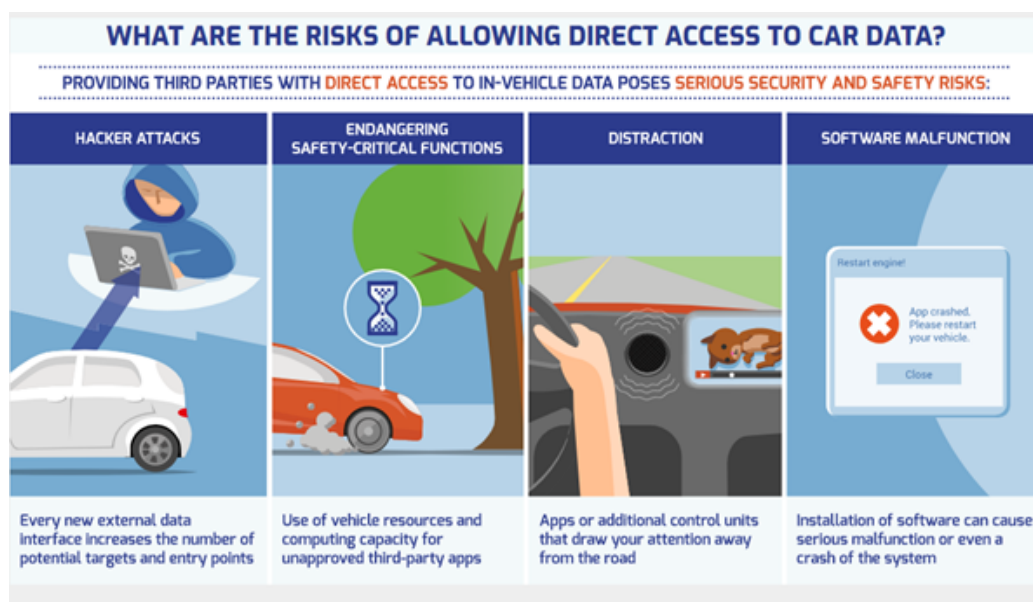 WHAT ARE THE RISKS OF ALLOWING DIRECT ACCESS TO CAR DATA?
PROVIDING THIRD PARTIES WITH DIRECT ACCESS TO IN-VEHICLE DATA POSES SERIOUS SECURITY AND SAFETY RISKS:
HACKER ATTACKS
Every new external data
interface increases the number of
potential targets and entry points
ENDANGERING
SAFETY-CRITICAL FUNCTIONS
Use of vehicle resources and
computing capacity for
unapproved third-party apps
DISTRACTION
Apps or additional control units
that draw your attention away
from the road
SOFTWARE MALFUNCTION
Restart engine!
App crashed.
Please restart
your vehicle.
Close
Installation of software can cause
serious malfunction or even a
crash of the system